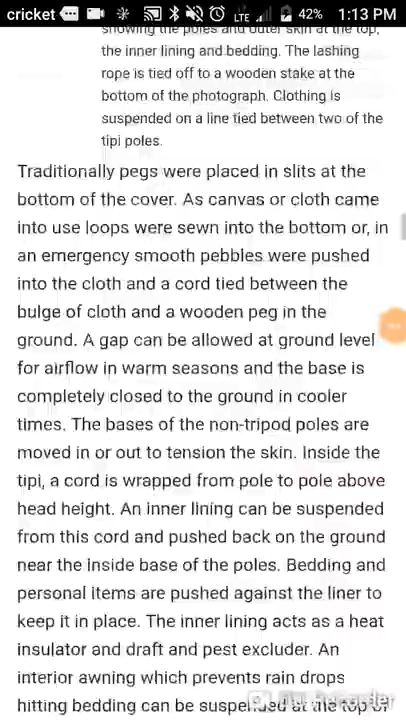 cricket
LTE
42% 1:13 PM
showing the poles and outer skin at the top,
the inner lining and bedding. The lashing
rope is tied off to a wooden stake at the
bottom of the photograph. Clothing is
suspended on a line tied between two of the
tipi poles.
Traditionally pegs were placed in slits at the
bottom of the cover. As canvas or cloth came
into use loops were sewn into the bottom or, in
an emergency smooth pebbles were pushed
into the cloth and a cord tied between the
bulge of cloth and a wooden peg in the
ground. A gap can be allowed at ground level
for airflow in warm seasons and the base is
completely closed to the ground in cooler
times. The bases of the non-tripod poles are
moved in or out to tension the skin. Inside the
tipi, a cord is wrapped from pole to pole above
head height. An inner lining can be suspended
from this cord and pushed back on the ground
near the inside base of the poles. Bedding and
personal items are pushed against the liner to
keep it in place. The inner lining acts as a heat
insulator and draft and pest excluder. An
interior awning which prevents rain drops
hitting bedding can be suspended at the top of